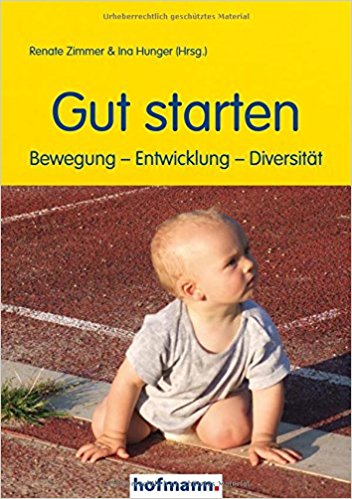 Urheberrechtlich geschütztes Material
Renate Zimmer & Ina Hunger (Hrsg.)
Gut starten
Bewegung – Entwicklung – Diversität
hofmann.